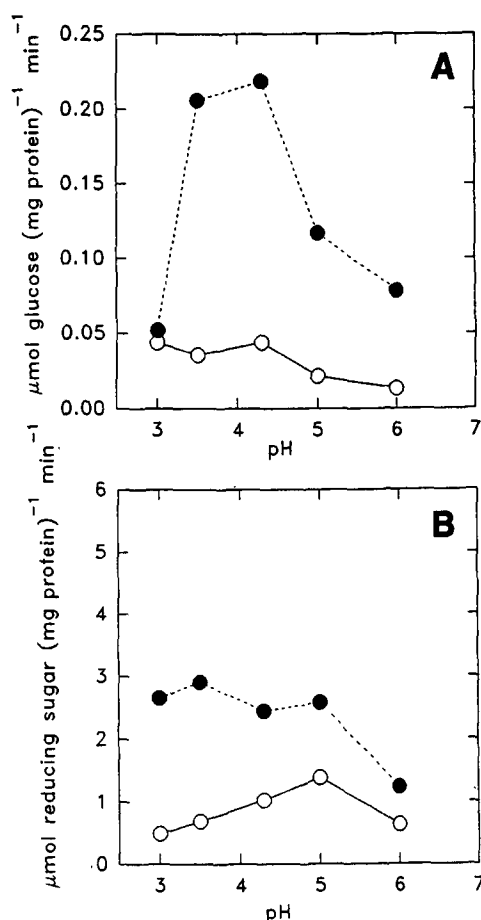 A
0.25
0.20
0.15
0.10
0.05
0.00
μmol glucose (mg protein)⁻¹ min⁻¹
3 4 5 6 7
pH
B
6
5
4
3
2
1
.0
μmol reducing sugar (mg protein)⁻¹ min⁻¹
3 4 5 6 7
pH